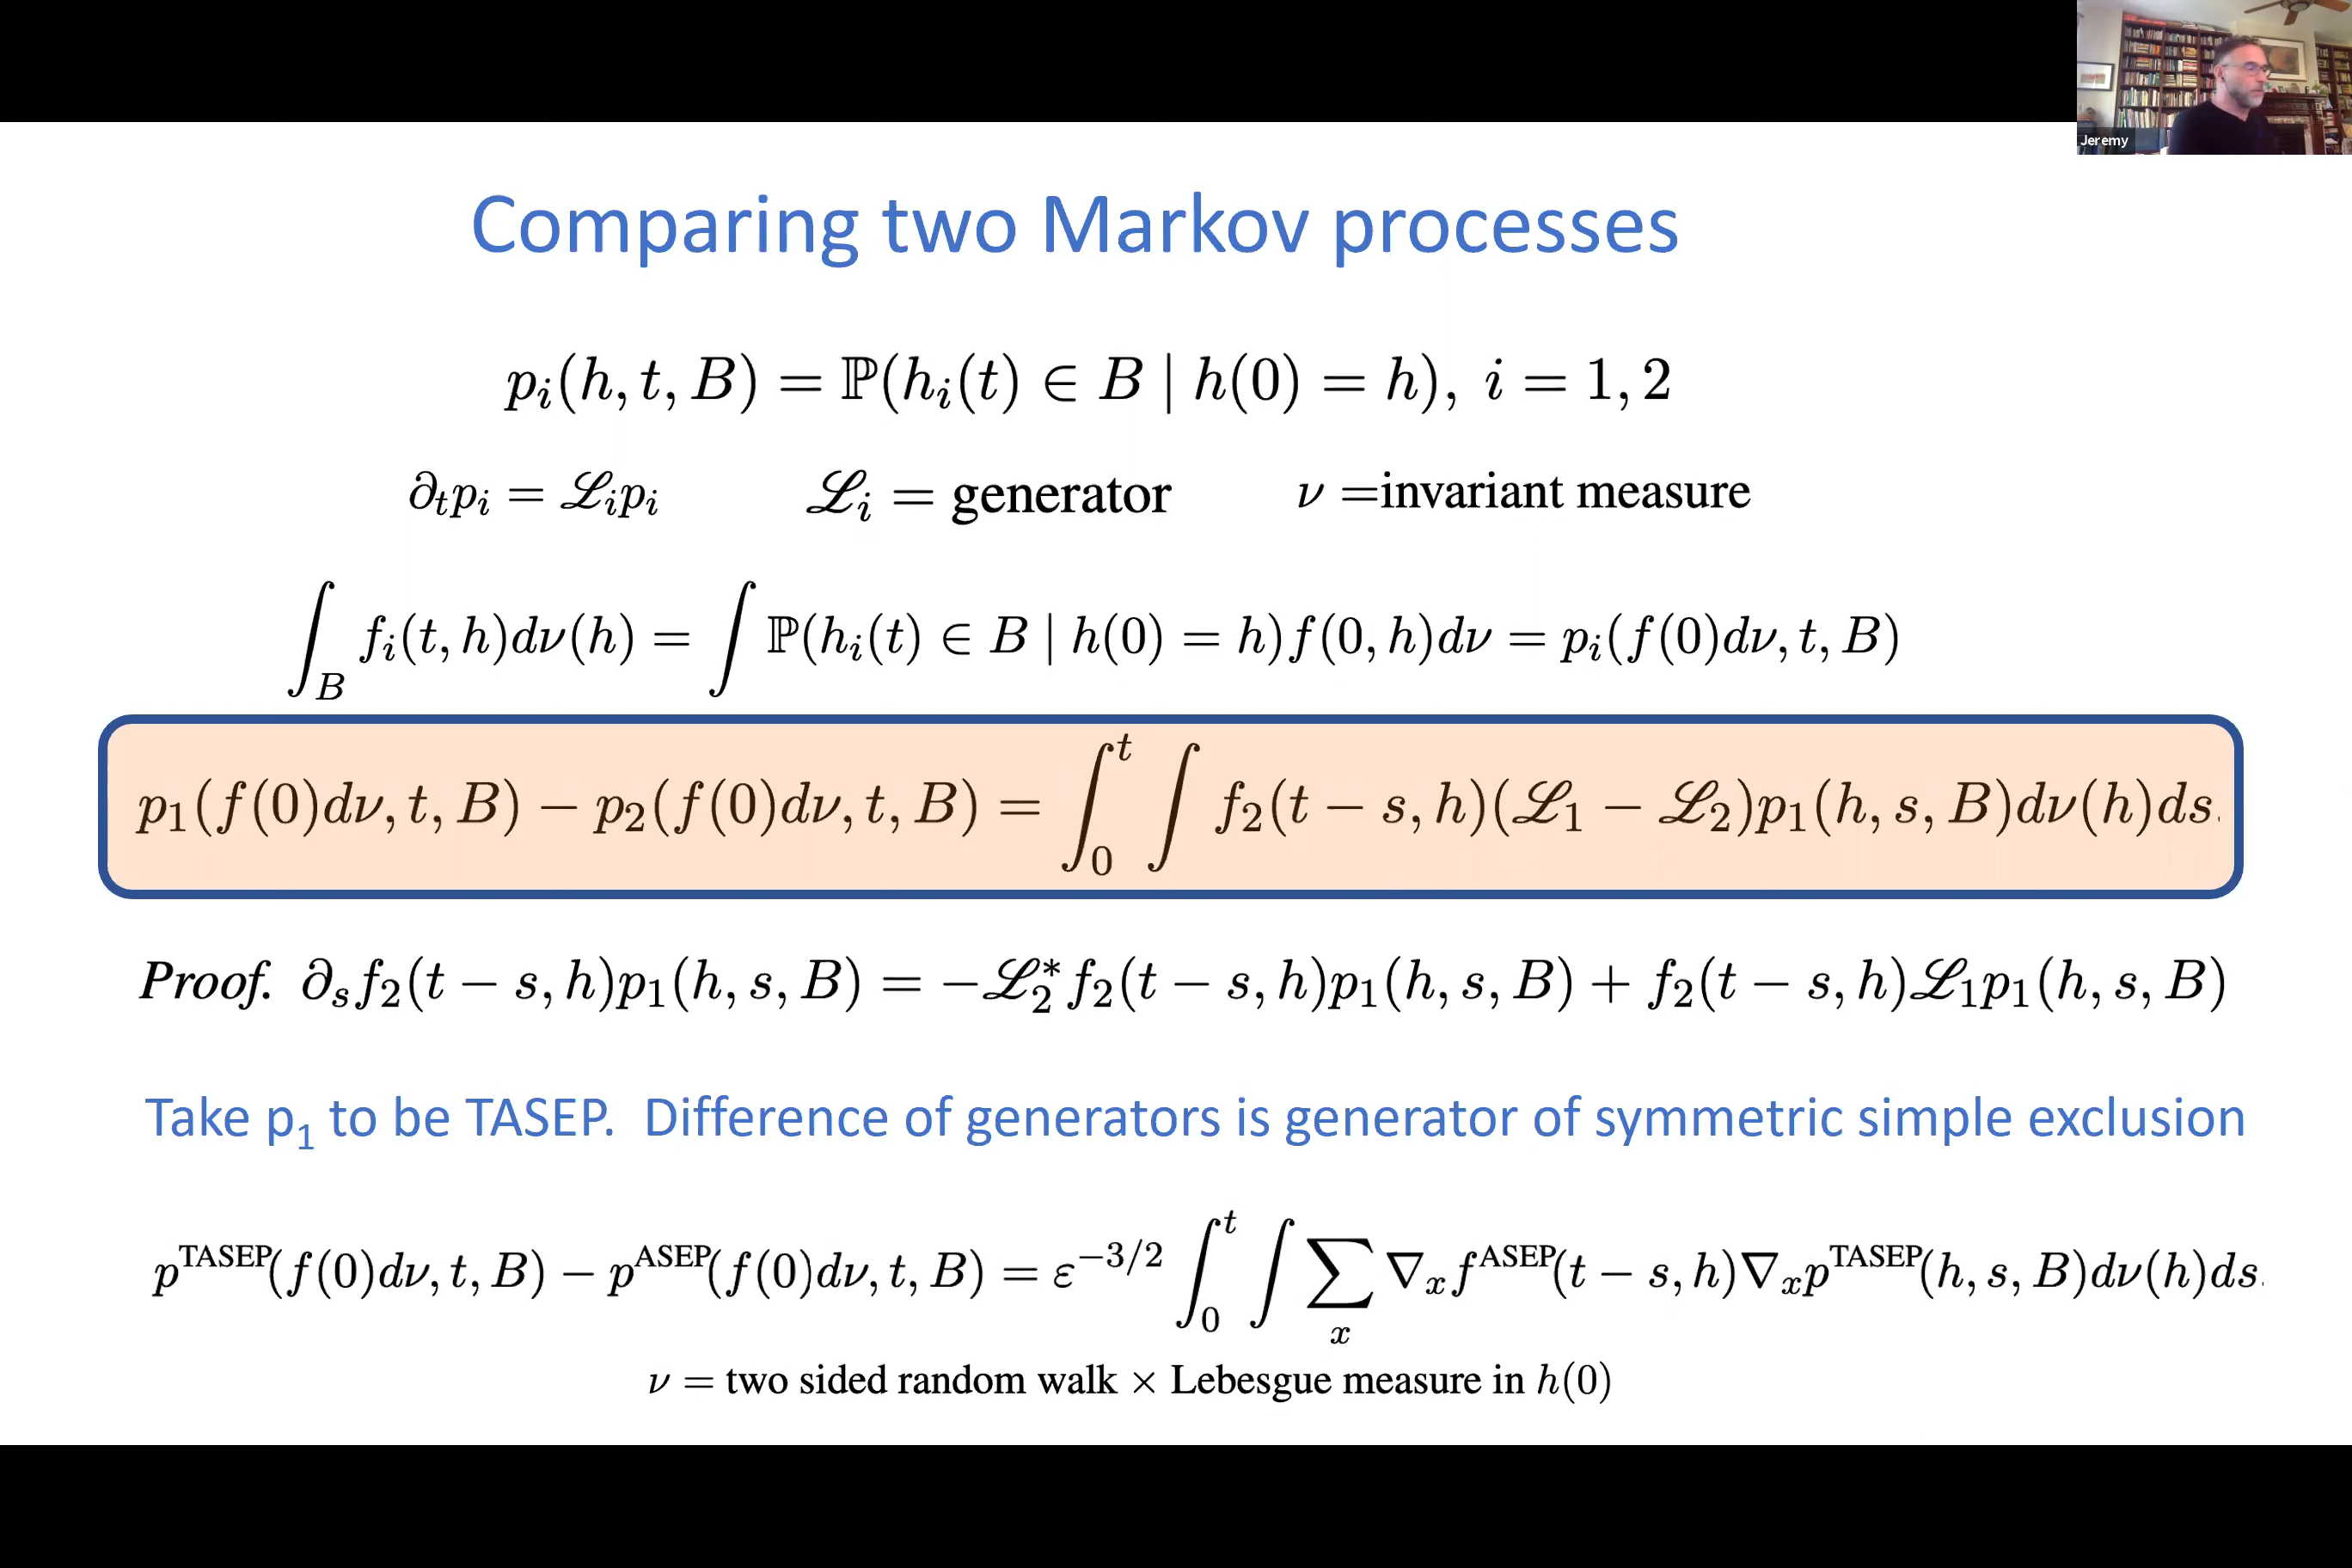 Jeremy
Comparing two Markov processes
p_i(h, t, B) = ℙ(h_i(t) ∈ B | h(0) = h), i = 1, 2
∂_t p_i = ℒ_i p_i ℒ_i = generator ν =invariant measure
∫_B f_i(t, h)dν(h) = ∫ ℙ(h_i(t) ∈ B | h(0) = h)f(0, h)dν = p_i(f(0)dν, t, B)
p_1(f(0)dν, t, B) − p_2(f(0)dν, t, B) = ∫_0^t ∫ f_2(t − s, h)(ℒ_1 − ℒ_2)p_1(h, s, B)dν(h)ds.
Proof. ∂_s f_2(t − s, h)p_1(h, s, B) = −ℒ_2^* f_2(t − s, h)p_1(h, s, B) + f_2(t − s, h)ℒ_1 p_1(h, s, B)
Take p_1 to be TASEP. Difference of generators is generator of symmetric simple exclusion
p^TASEP(f(0)dν, t, B) − p^ASEP(f(0)dν, t, B) = ε^{−3/2} ∫_0^t ∫ ∑_x ∇_x f^ASEP(t − s, h)∇_x p^TASEP(h, s, B)dν(h)ds.
ν = two sided random walk × Lebesgue measure in h(0)